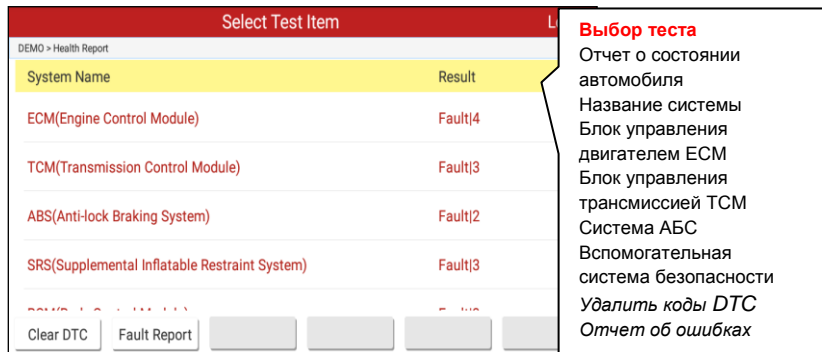 Select Test Item
DEMO > Health Report
System Name Result
ECM(Engine Control Module) Fault|4
TCM(Transmission Control Module) Fault|3
ABS(Anti-lock Braking System) Fault|2
SRS(Supplemental Inflatable Restraint System) Fault|3
Clear DTC Fault Report
Выбор теста
Отчет о состоянии
автомобиля
Название системы
Блок управления
двигателем ECM
Блок управления
трансмиссией TCM
Система АБС
Вспомогательная
система безопасности
Удалить коды DTC
Отчет об ошибках